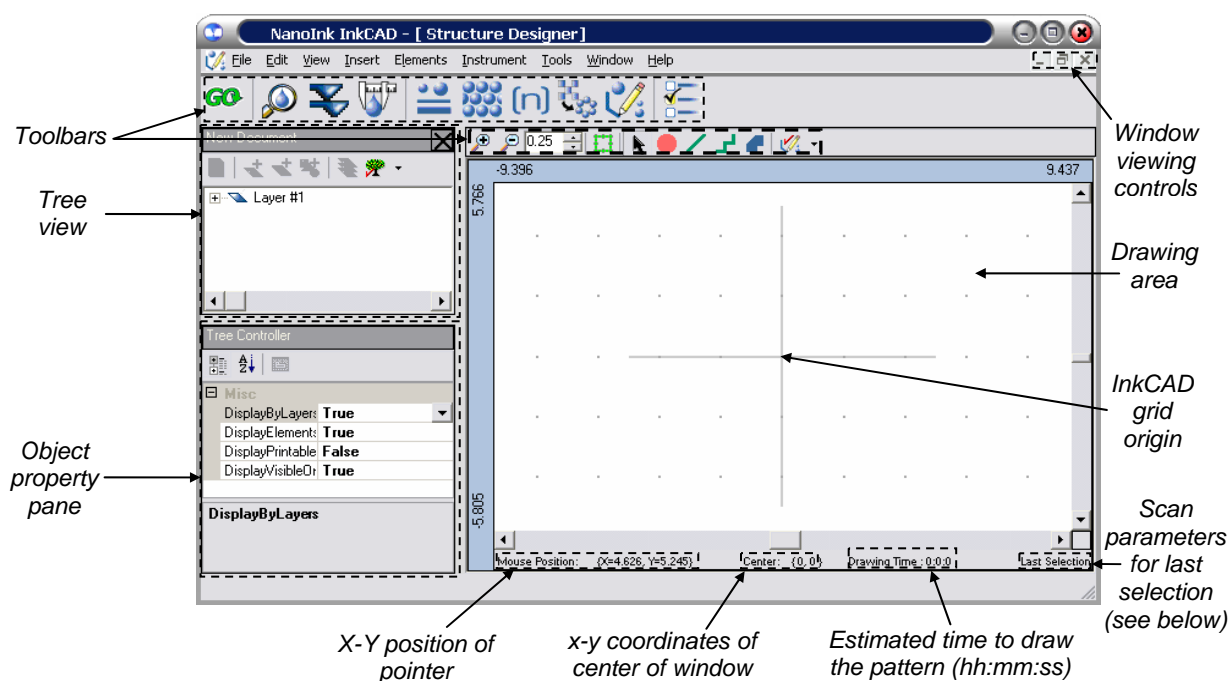 NanoInk InkCAD - [ Structure Designer]
File Edit View Insert Elements Instrument Tools Window Help
GO
(n)
Toolbars
New Document
0.25
Window
viewing
controls
-9.396 9.437
5.766
Layer #1
Tree
view
Drawing
area
Tree Controller
A
Z
Misc
DisplayByLayers True
DisplayElements True
DisplayPrintable False
DisplayVisibleOr True
InkCAD
grid
origin
Object
property
pane
-5.805
DisplayByLayers
Scan
parameters
for last
selection
(see below)
Mouse Position: {X=4.626, Y=5.245} Center: {0, 0} Drawing Time : 0:0:0 Last Selection
X-Y position of
pointer
x-y coordinates of
center of window
Estimated time to draw
the pattern (hh:mm:ss)